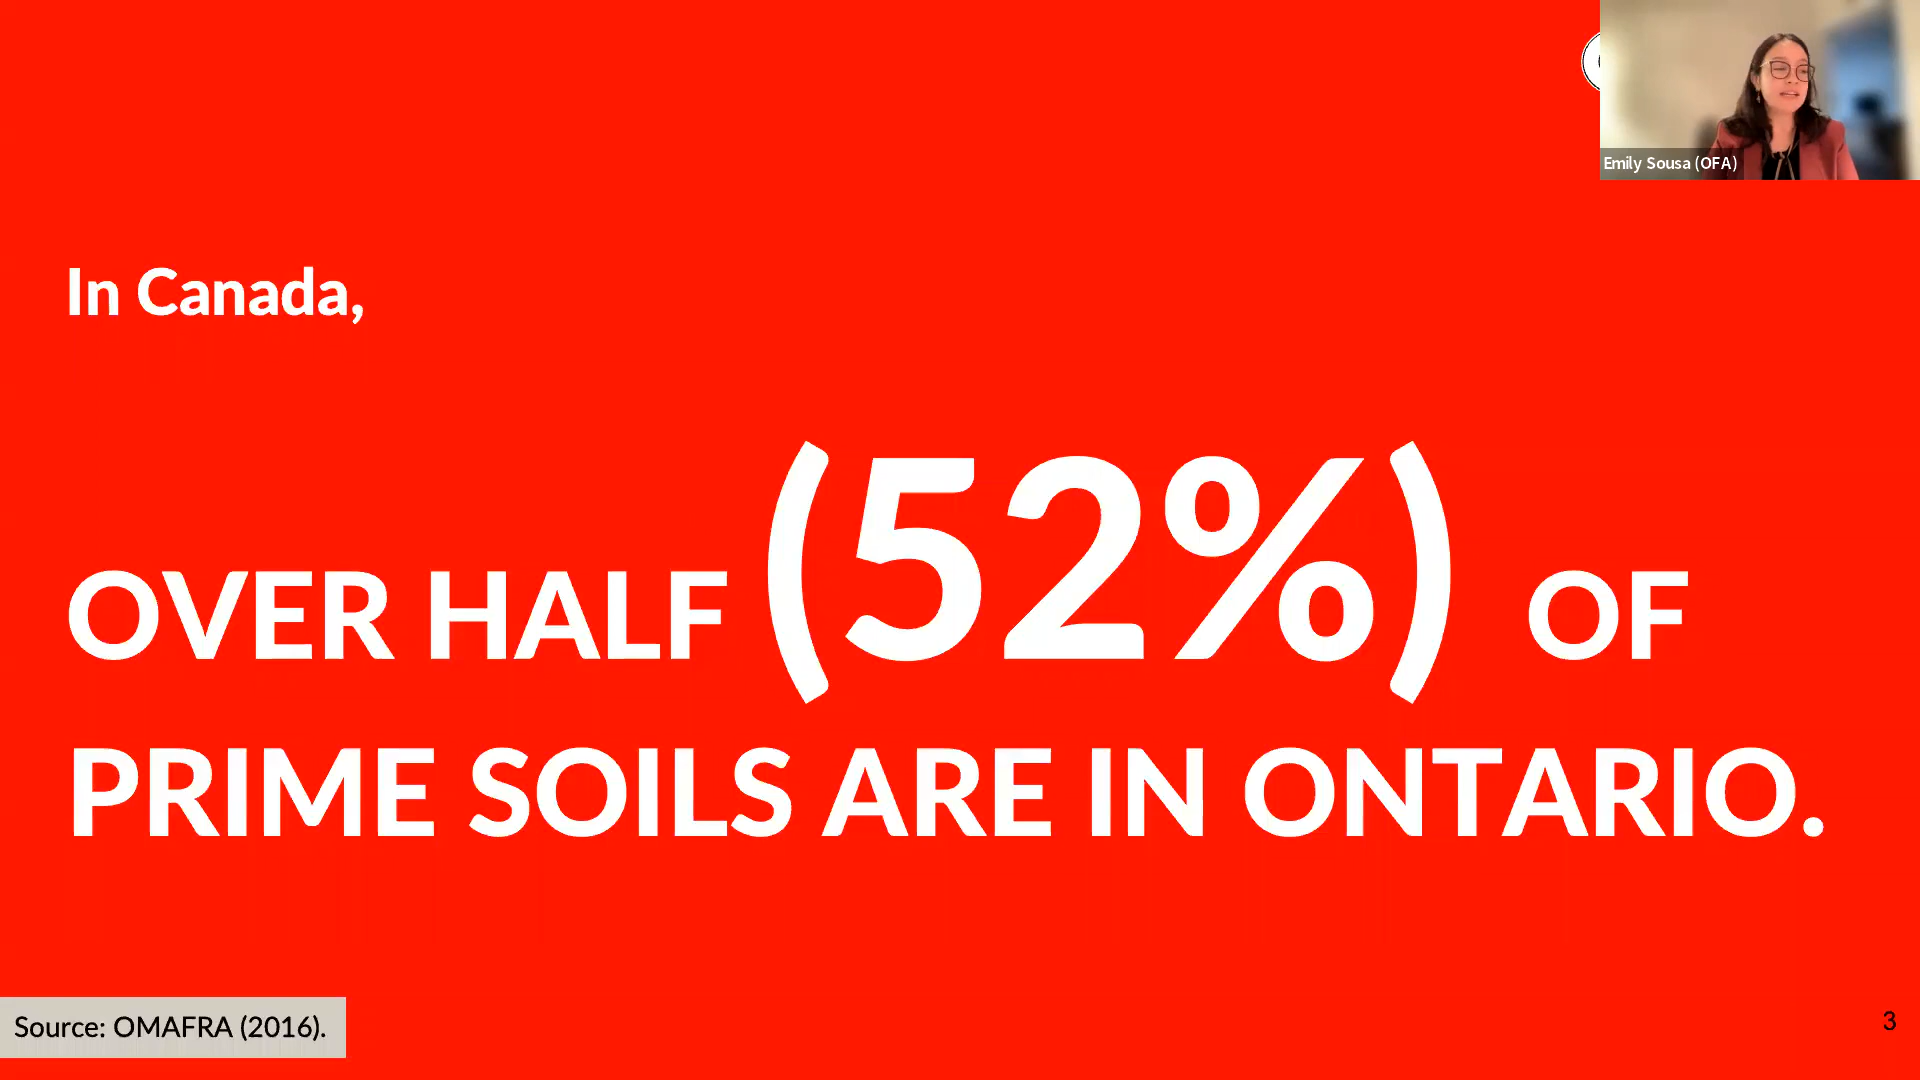 Emily Sousa (OFA)
In Canada,
OVER HALF (52%) OF
PRIME SOILS ARE IN ONTARIO.
Source: OMAFRA (2016).
3